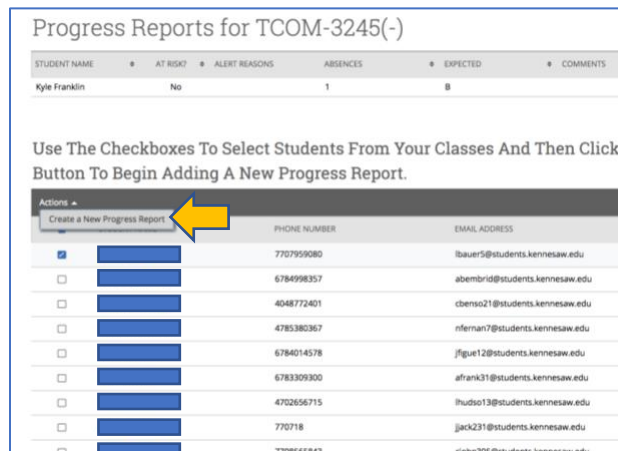 Progress Reports for TCOM-3245(-)
STUDENT NAME AT RISK? ALERT REASONS ABSENCES EXPECTED COMMENTS
Kyle Franklin No 1 B
Use The Checkboxes To Select Students From Your Classes And Then Click
Button To Begin Adding A New Progress Report.
Actions
Create a New Progress Report
PHONE NUMBER EMAIL ADDRESS
7707959080 lbauer5@students.kennesaw.edu
6784998357 abembrid@students.kennesaw.edu
4048772401 cbenso21@students.kennesaw.edu
4785380367 nfernan7@students.kennesaw.edu
6784014578 jfigue12@students.kennesaw.edu
6783309300 afrank31@students.kennesaw.edu
4702656715 lhudso13@students.kennesaw.edu
770718 jjack231@students.kennesaw.edu